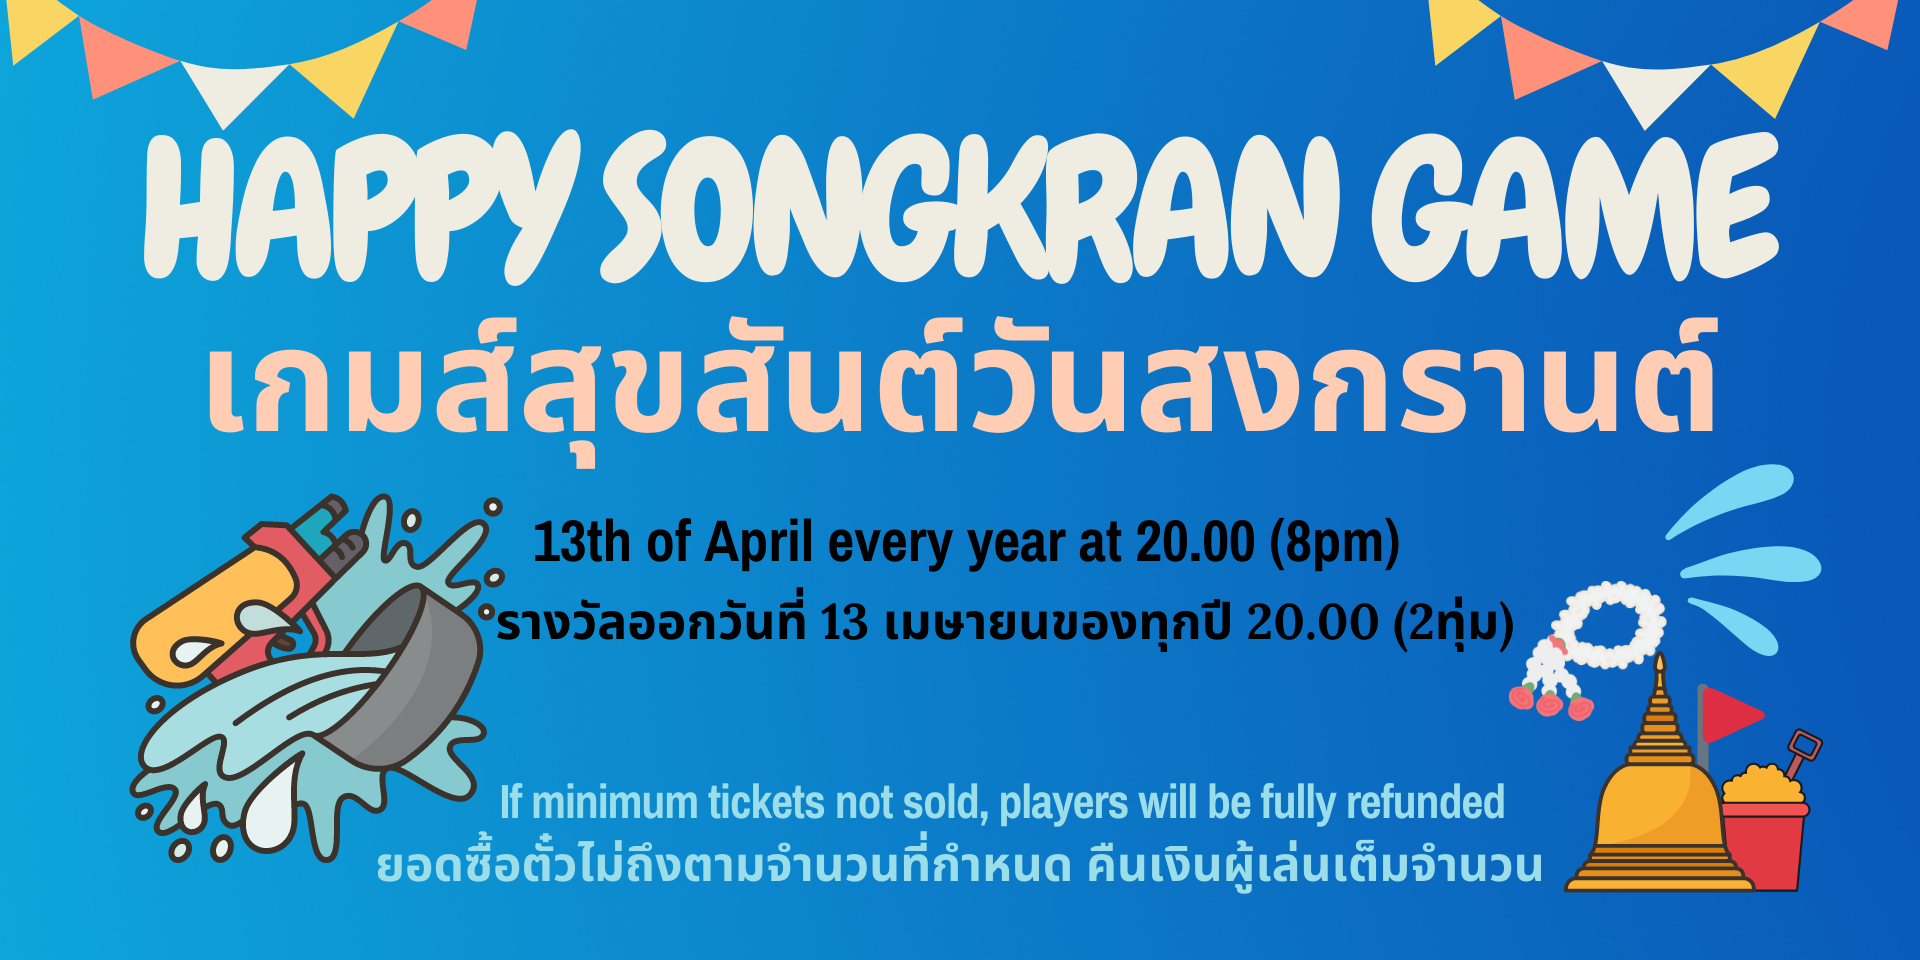 HAPPY SONGKRAN GAME
เกมส์สุขสันต์วันสงกรานต์
13th of April every year at 20.00 (8pm)
รางวัลออกวันที่ 13 เมษายนของทุกปี 20.00 (2ทุ่ม)
If minimum tickets not sold, players will be fully refunded
ยอดซื้อตั๋วไม่ถึงตามจำนวนที่กำหนด คืนเงินผู้เล่นเต็มจำนวน